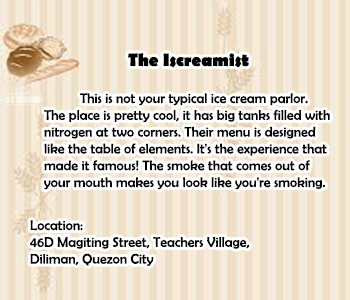 The Iscreamist
This is not your typical ice cream parlor.
The place is pretty cool, it has big tanks filled with
nitrogen at two corners. Their menu is designed
like the table of elements. It's the experience that
made it famous! The smoke that comes out of
your mouth makes you look like you're smoking.
Location:
46D Magiting Street, Teachers Village,
Diliman, Quezon City